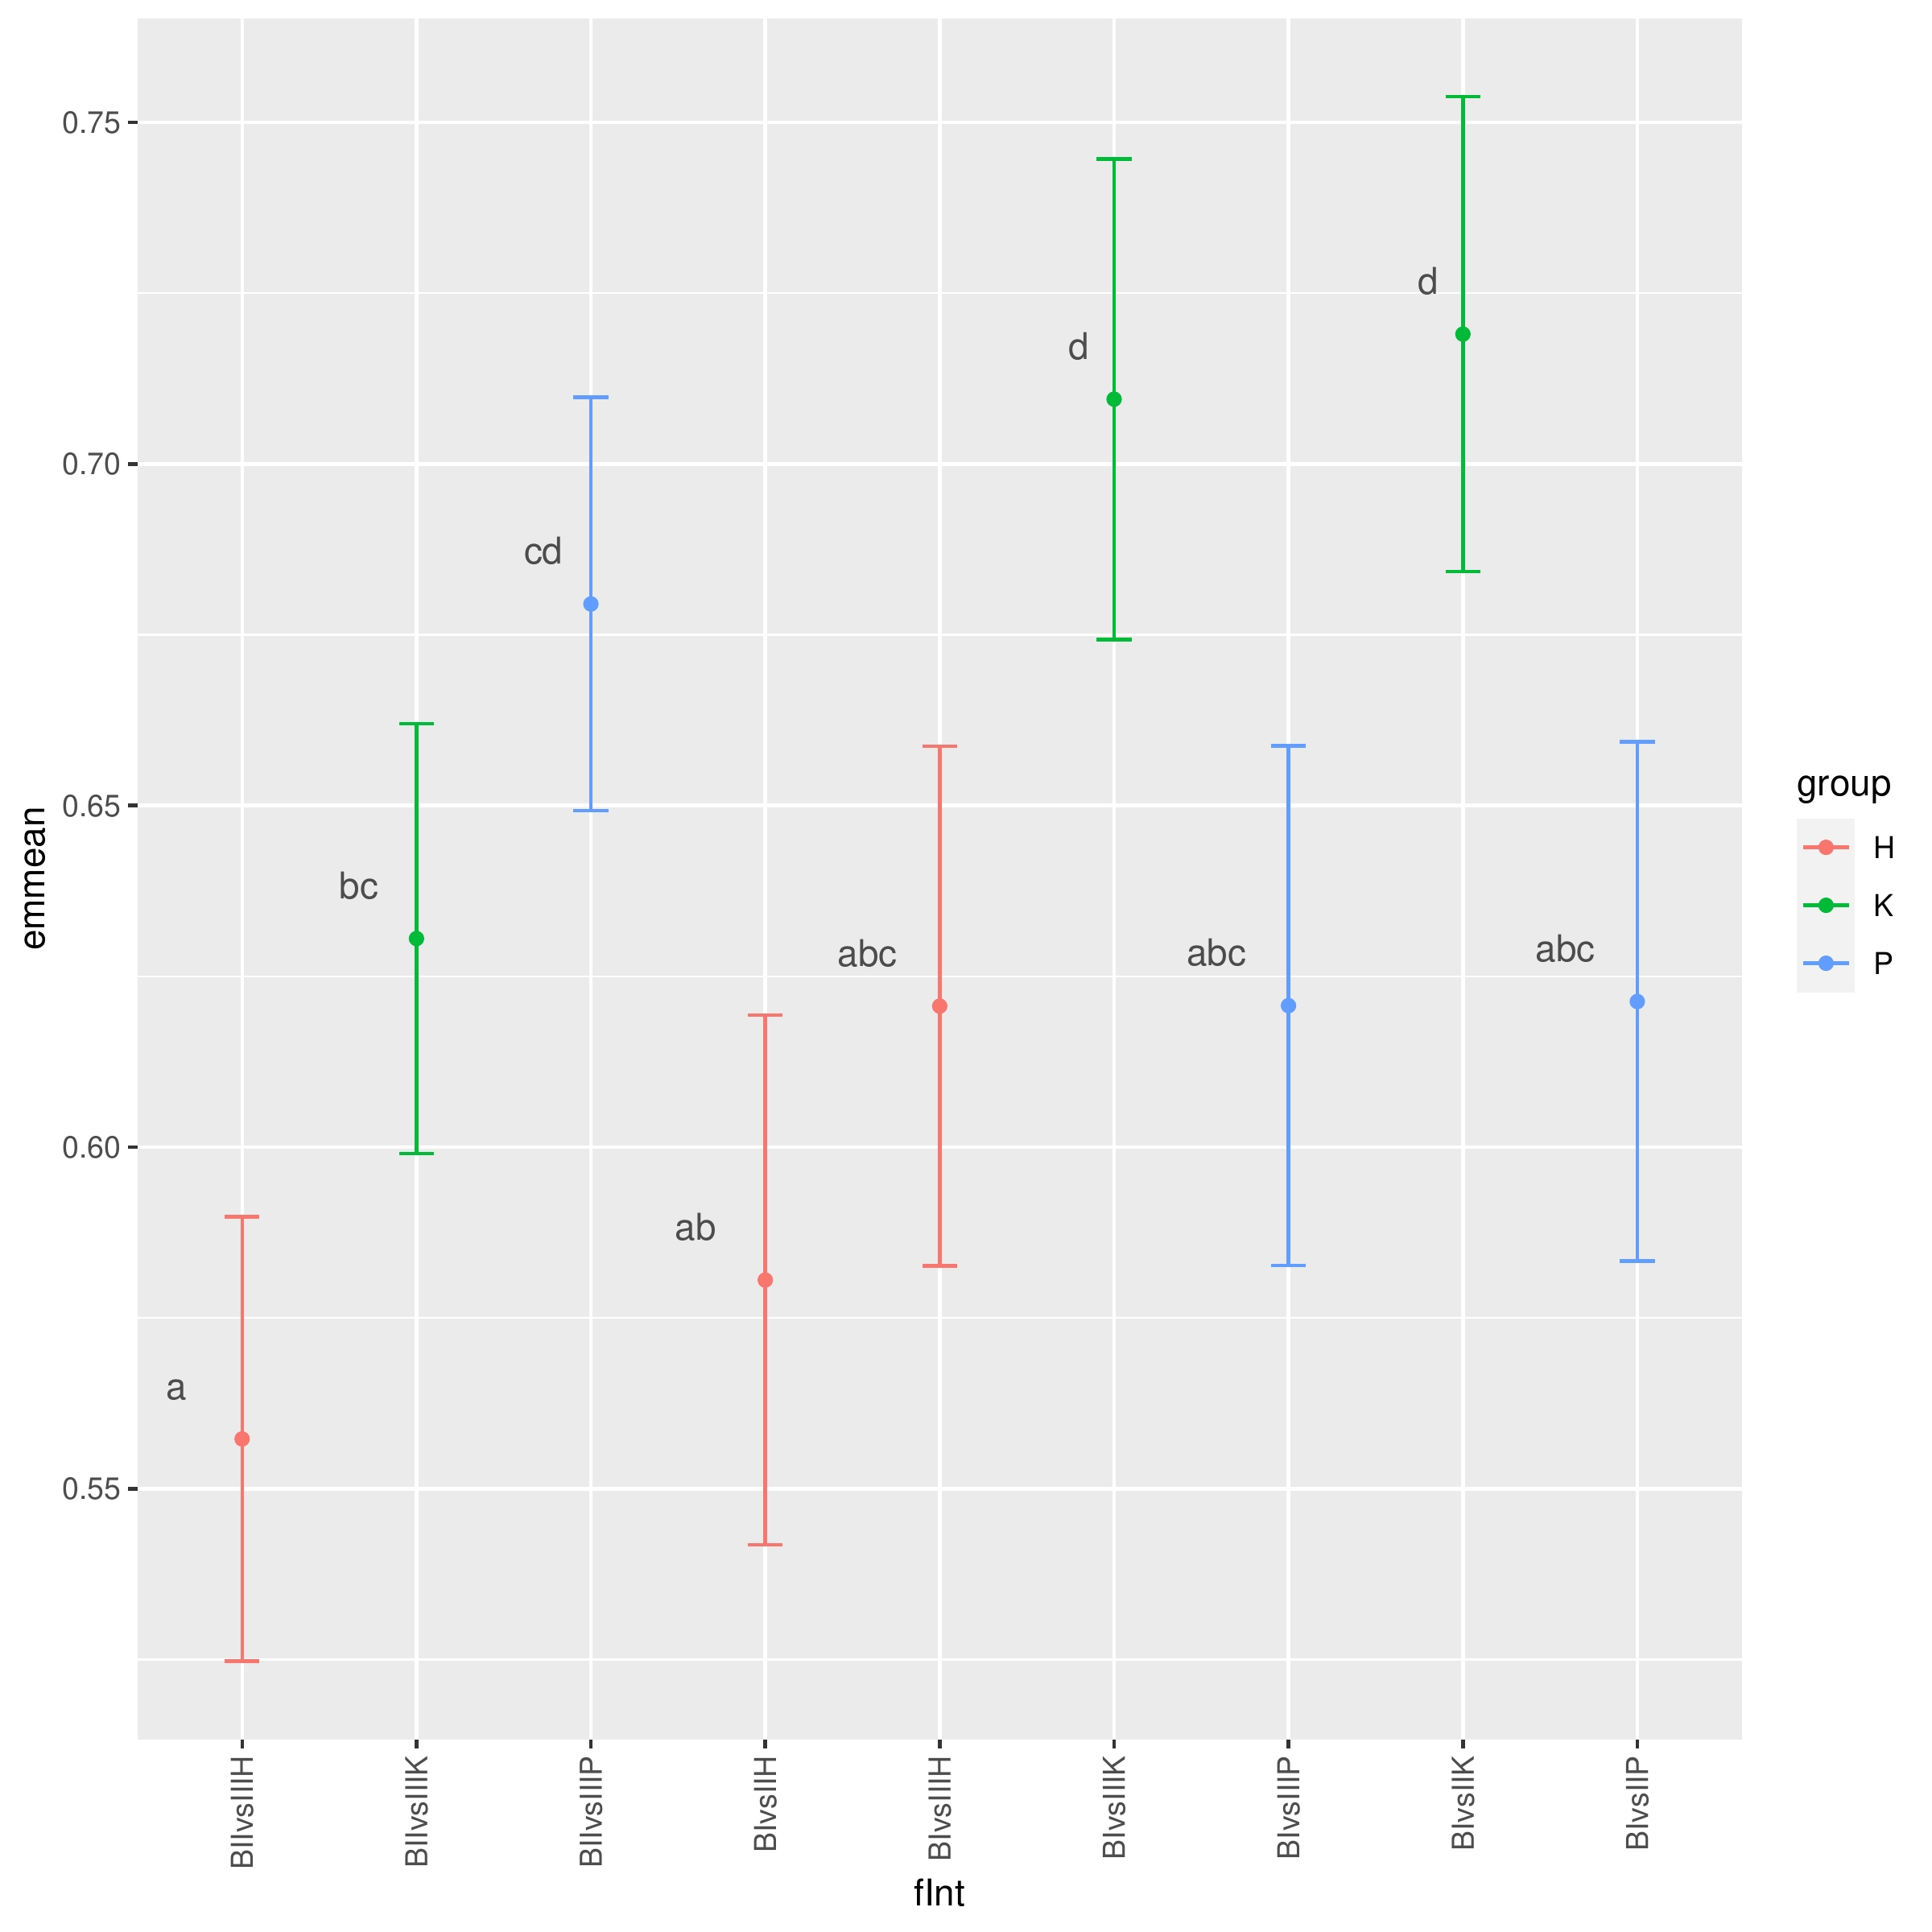 0.75
0.70
0.65
0.60
0.55
emmean
a
bc
cd
ab
abc
d
abc
d
abc
BIIvsIIIH
BIIvsIIIK
BIIvsIIIP
BIvsIIH
BIvsIIIH
BIvsIIIK
BIvsIIIP
BIvsIIK
BIvsIIP
fInt
group
H
K
P